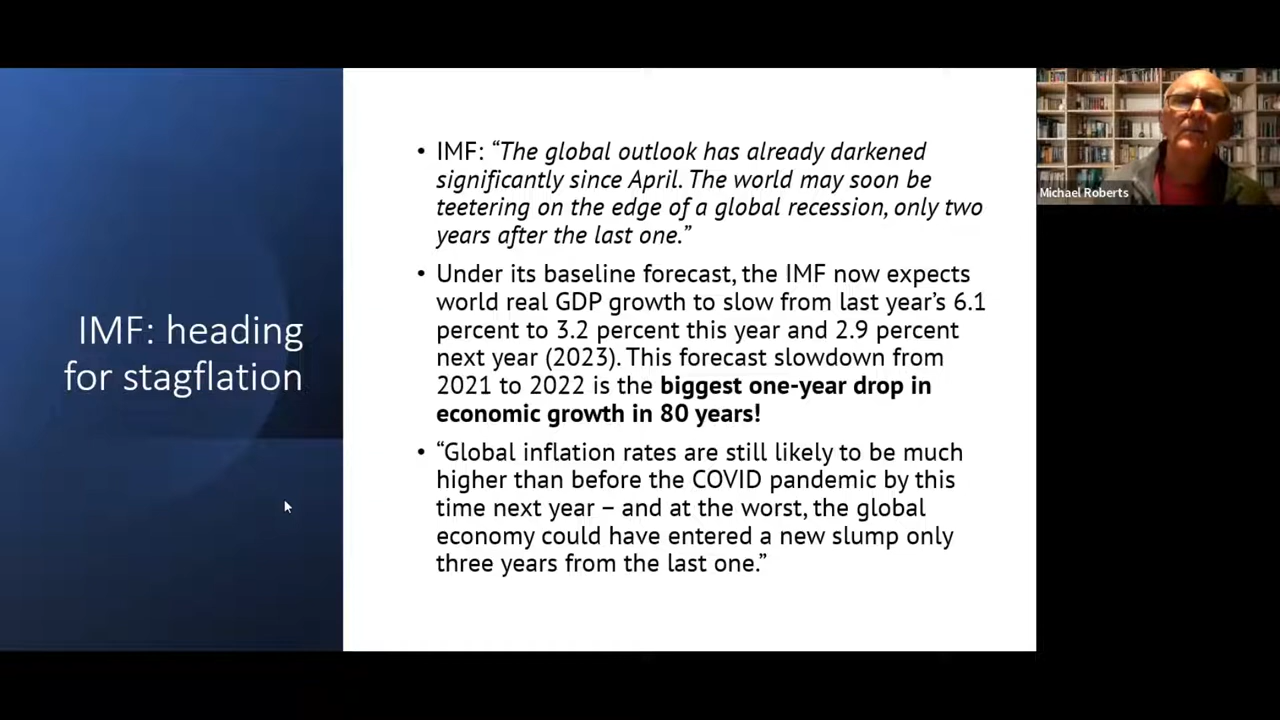 IMF: heading
for stagflation
• IMF: “The global outlook has already darkened
significantly since April. The world may soon be
teetering on the edge of a global recession, only two
years after the last one.”
• Under its baseline forecast, the IMF now expects
world real GDP growth to slow from last year’s 6.1
percent to 3.2 percent this year and 2.9 percent
next year (2023). This forecast slowdown from
2021 to 2022 is the biggest one-year drop in
economic growth in 80 years!
• “Global inflation rates are still likely to be much
higher than before the COVID pandemic by this
time next year – and at the worst, the global
economy could have entered a new slump only
three years from the last one.”
Michael Roberts